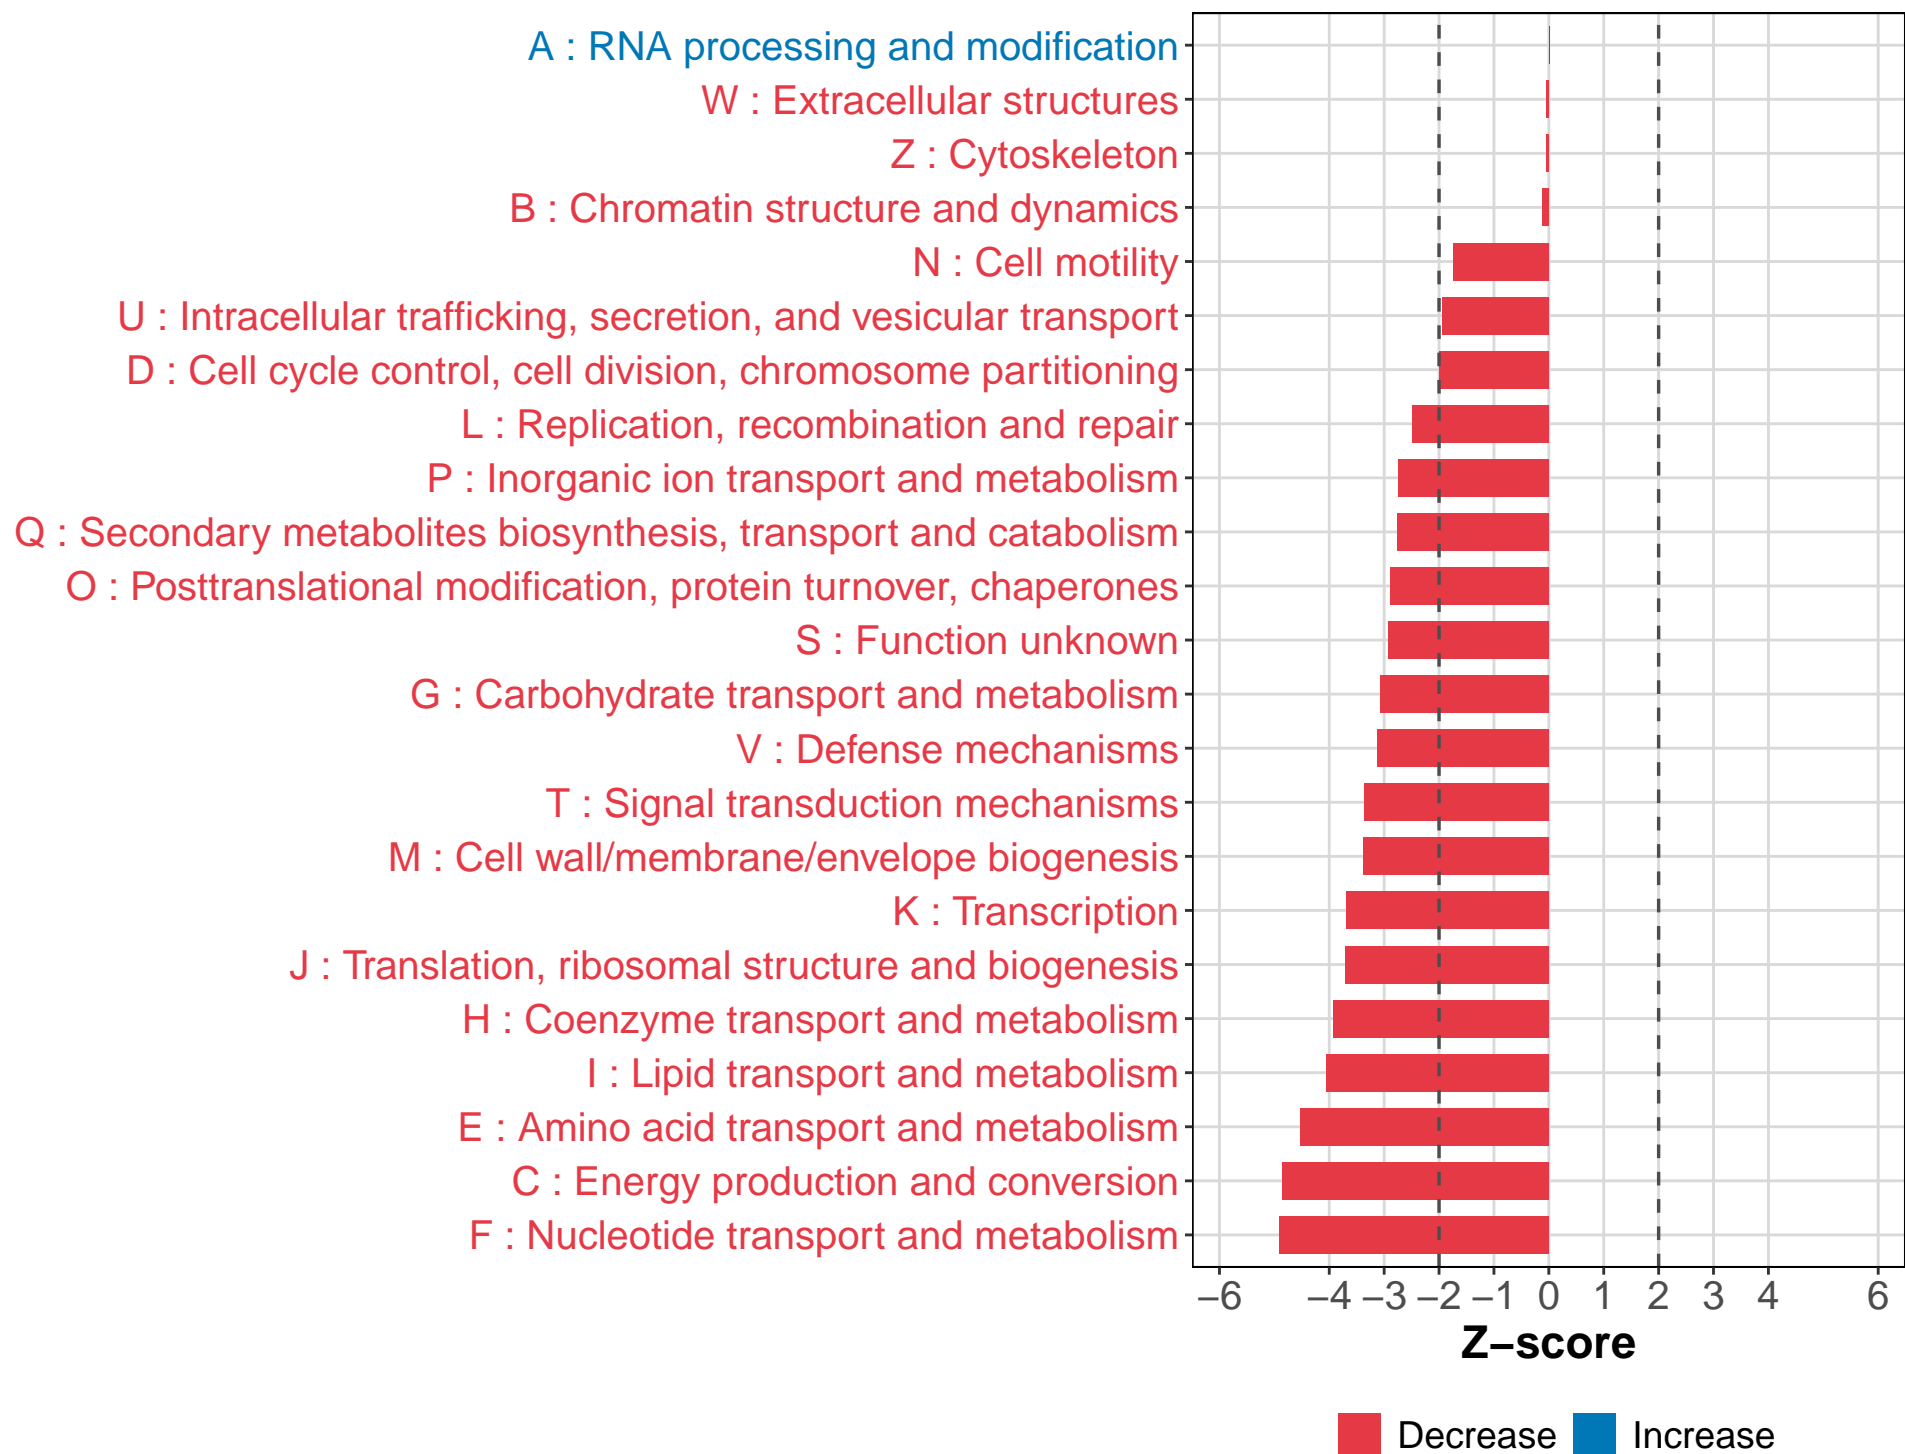 A : RNA processing and modification
W : Extracellular structures
Z : Cytoskeleton
B : Chromatin structure and dynamics
N : Cell motility
U : Intracellular trafficking, secretion, and vesicular transport
D : Cell cycle control, cell division, chromosome partitioning
L : Replication, recombination and repair
P : Inorganic ion transport and metabolism
Q : Secondary metabolites biosynthesis, transport and catabolism
O : Posttranslational modification, protein turnover, chaperones
S : Function unknown
G : Carbohydrate transport and metabolism
V : Defense mechanisms
T : Signal transduction mechanisms
M : Cell wall/membrane/envelope biogenesis
K : Transcription
J : Translation, ribosomal structure and biogenesis
H : Coenzyme transport and metabolism
I : Lipid transport and metabolism
E : Amino acid transport and metabolism
C : Energy production and conversion
F : Nucleotide transport and metabolism
−6 −4 −3 −2 −1 0 1 2 3 4 6
Z−score
Decrease Increase